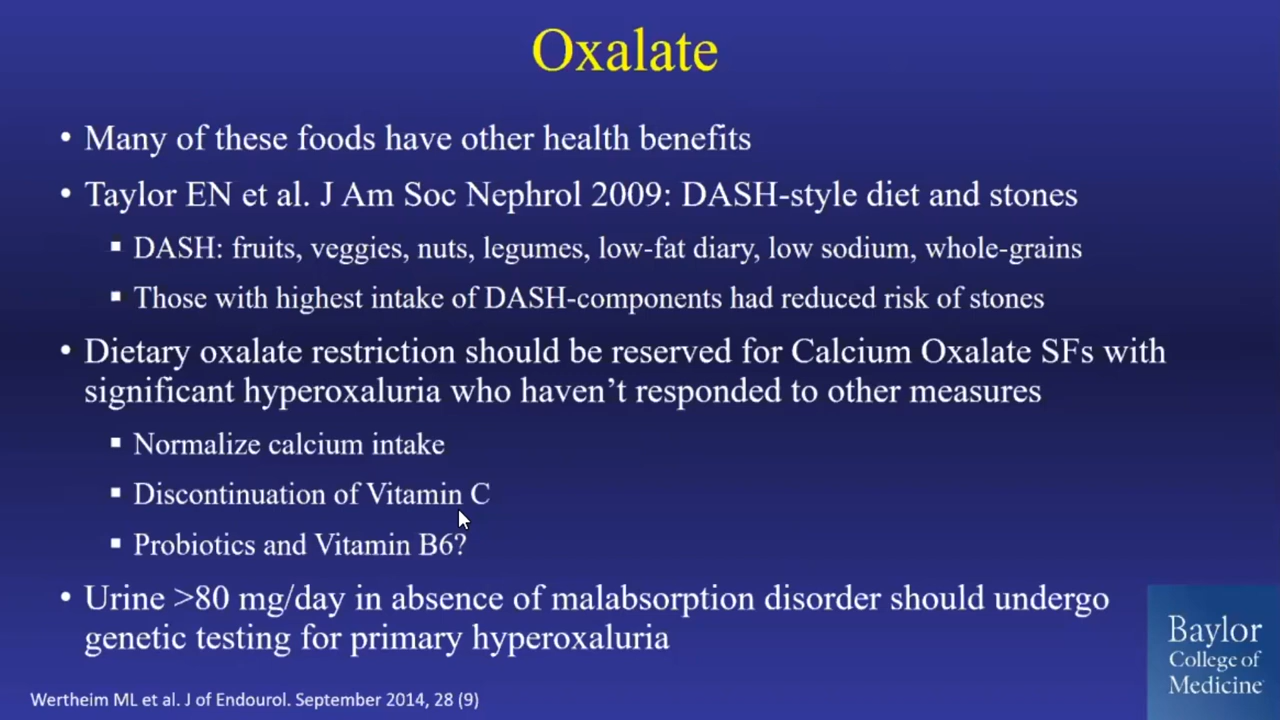 Oxalate
• Many of these foods have other health benefits
• Taylor EN et al. J Am Soc Nephrol 2009: DASH-style diet and stones
▪ DASH: fruits, veggies, nuts, legumes, low-fat diary, low sodium, whole-grains
▪ Those with highest intake of DASH-components had reduced risk of stones
• Dietary oxalate restriction should be reserved for Calcium Oxalate SFs with
significant hyperoxaluria who haven’t responded to other measures
▪ Normalize calcium intake
▪ Discontinuation of Vitamin C
▪ Probiotics and Vitamin B6?
• Urine >80 mg/day in absence of malabsorption disorder should undergo
genetic testing for primary hyperoxaluria
Baylor
College of
Medicine
Wertheim ML et al. J of Endourol. September 2014, 28 (9)